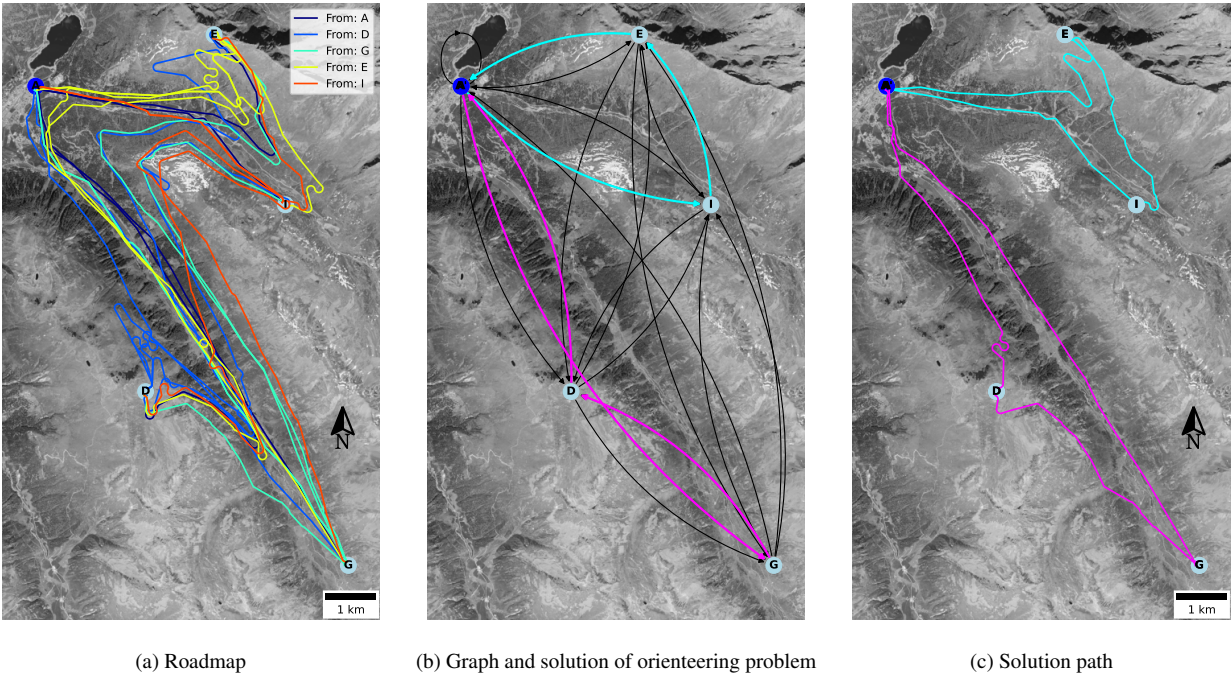 From: A
From: D
From: G
From: E
From: I
E
A
I
D
N
G
1 km
E
A
I
D
G
E
A
I
D
N
G
1 km
(a) Roadmap
(b) Graph and solution of orienteering problem
(c) Solution path